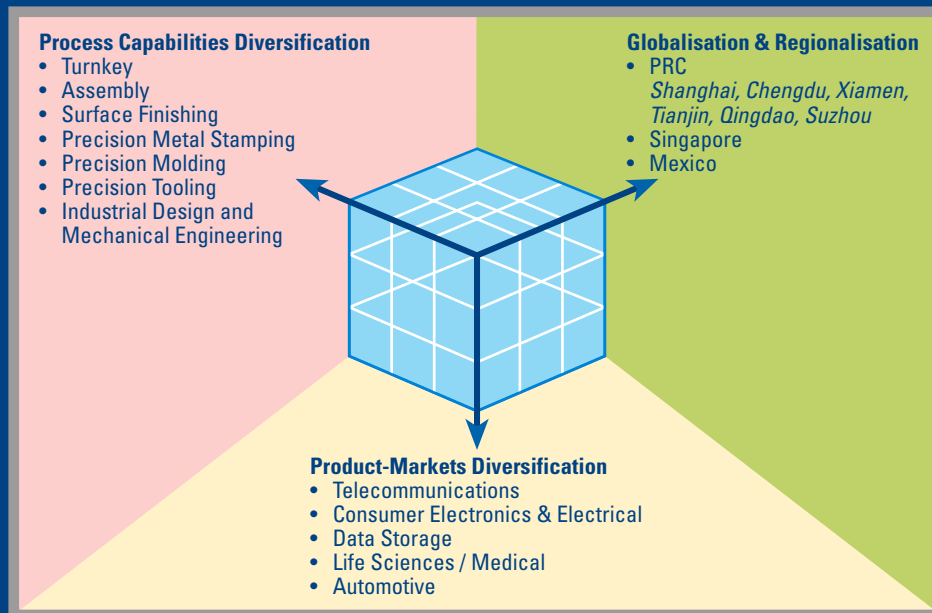 Process Capabilities Diversification
• Turnkey
• Assembly
• Surface Finishing
• Precision Metal Stamping
• Precision Molding
• Precision Tooling
• Industrial Design and
Mechanical Engineering
Globalisation & Regionalisation
• PRC
Shanghai, Chengdu, Xiamen,
Tianjin, Qingdao, Suzhou
• Singapore
• Mexico
Product-Markets Diversification
• Telecommunications
• Consumer Electronics & Electrical
• Data Storage
• Life Sciences / Medical
• Automotive